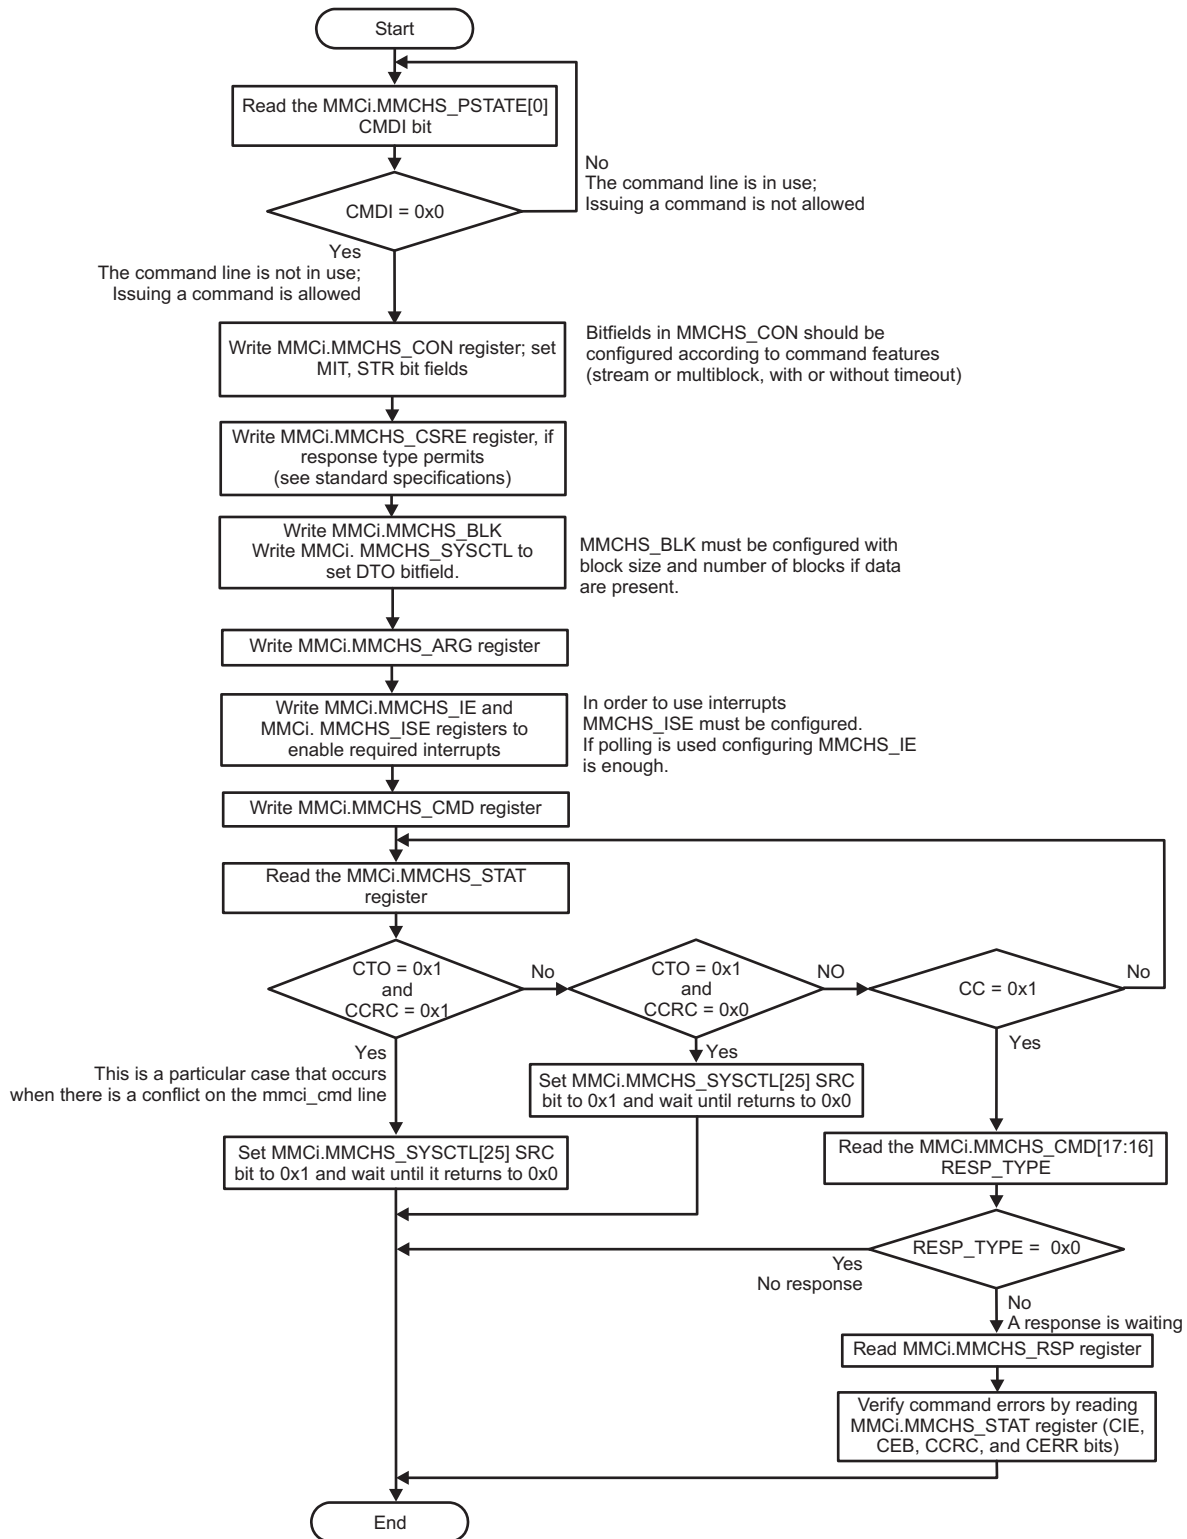 Start
Read the MMCi.MMCHS_PSTATE[0]
CMDI bit
No
The command line is in use;
Issuing a command is not allowed
CMDI = 0x0
Yes
The command line is not in use;
Issuing a command is allowed
Write MMCi.MMCHS_CON register; set
MIT, STR bit fields
Bitfields in MMCHS_CON should be
configured according to command features
(stream or multiblock, with or without timeout)
Write MMCi.MMCHS_CSRE register, if
response type permits
(see standard specifications)
Write MMCi.MMCHS_BLK
Write MMCi. MMCHS_SYSCTL to
set DTO bitfield.
MMCHS_BLK must be configured with
block size and number of blocks if data
are present.
Write MMCi.MMCHS_ARG register
Write MMCi.MMCHS_IE and
MMCi. MMCHS_ISE registers to
enable required interrupts
In order to use interrupts
MMCHS_ISE must be configured.
If polling is used configuring MMCHS_IE
is enough.
Write MMCi.MMCHS_CMD register
Read the MMCi.MMCHS_STAT
register
CTO = 0x1
and
CCRC = 0x1
No
CTO = 0x1
and
CCRC = 0x0
NO
CC = 0x1
No
Yes
This is a particular case that occurs
when there is a conflict on the mmci_cmd line
Yes
Yes
Set MMCi.MMCHS_SYSCTL[25] SRC
bit to 0x1 and wait until returns to 0x0
Set MMCi.MMCHS_SYSCTL[25] SRC
bit to 0x1 and wait until it returns to 0x0
Read the MMCi.MMCHS_CMD[17:16]
RESP_TYPE
RESP_TYPE = 0x0
Yes
No response
No
A response is waiting
Read MMCi.MMCHS_RSP register
Verify command errors by reading
MMCi.MMCHS_STAT register (CIE,
CEB, CCRC, and CERR bits)
End